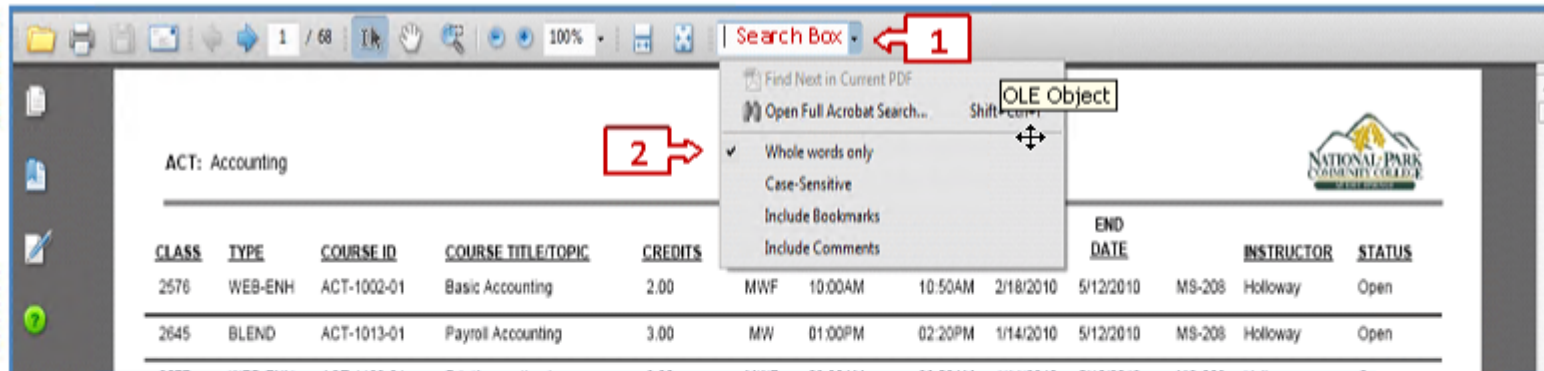 1 / 68 100% Search Box 1
Find Next in Current PDF
OLE Object
Open Full Acrobat Search...
2 Whole words only
ACT: Accounting
Case-Sensitive
Include Bookmarks
Include Comments
NATIONAL PARK
COMMUNITY COLLEGE
END
CLASS TYPE COURSE ID COURSE TITLE/TOPIC CREDITS DATE INSTRUCTOR STATUS
2576 WEB-ENH ACT-1002-01 Basic Accounting 2.00 MWF 10:00AM 10:50AM 2/18/2010 5/12/2010 MS-208 Holloway Open
2645 BLEND ACT-1013-01 Payroll Accounting 3.00 MW 01:00PM 02:20PM 1/14/2010 5/12/2010 MS-208 Holloway Open